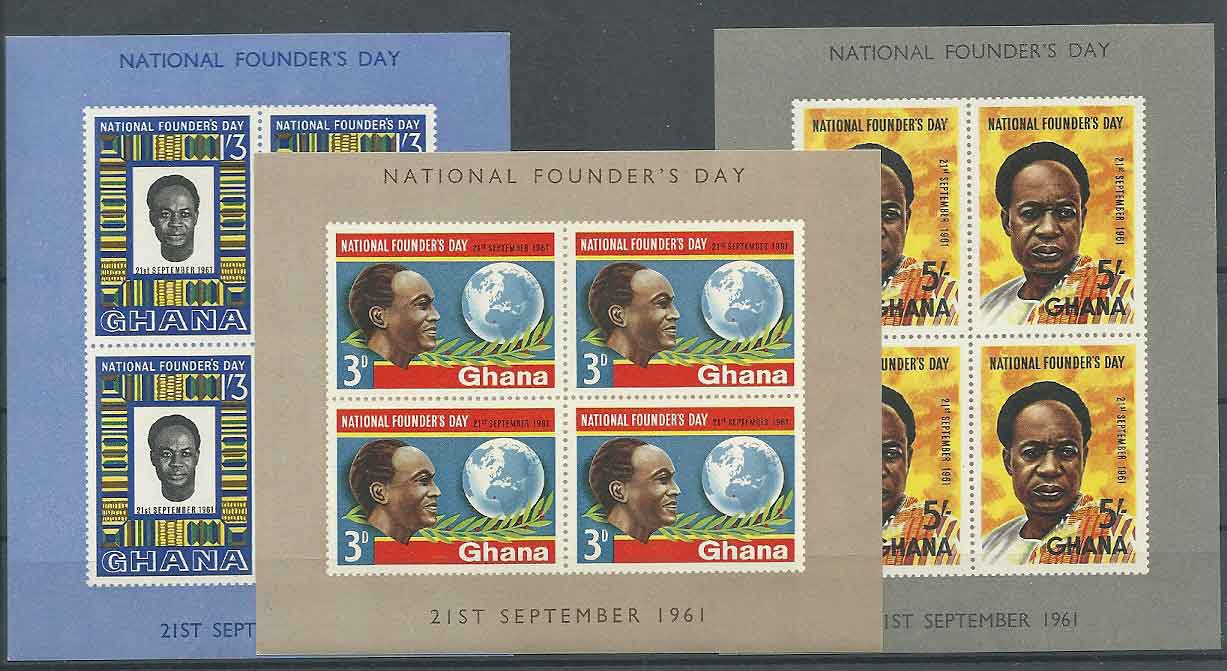 NATIONAL FOUNDER'S DAY
NATIONAL FOUNDER'S DAY
1/3
21st SEPTEMBER 1961
GHANA
NATIONAL FOUNDER'S DAY
1/3
NATIONAL FOUNDER'S DAY
1/3
21st SEPTEMBER 1961
GHANA
21ST SEPT
NATIONAL FOUNDER'S DAY
NATIONAL FOUNDER'S DAY 21ST SEPTEMBER 1961
3D
Ghana
NATIONAL FOUNDER'S DAY 21ST SEPTEMBER 1961
3D
Ghana
NATIONAL FOUNDER'S DAY 21ST SEPTEMBER 1961
3D
Ghana
NATIONAL FOUNDER'S DAY 21ST SEPTEMBER 1961
3D
Ghana
21ST SEPTEMBER 1961
NATIONAL FOUNDER'S DAY
NATIONAL FOUNDER'S DAY
21ST SEPTEMBER 1961
5/-
GHANA
NATIONAL FOUNDER'S DAY
21ST SEPTEMBER 1961
5/-
GHANA
FOUNDER'S DAY
21ST SEPTEMBER 1961
5/-
HANA
NATIONAL FOUNDER'S DAY
21ST SEPTEMBER 1961
5/-
GHANA
1ST SEPTEMBER 1961